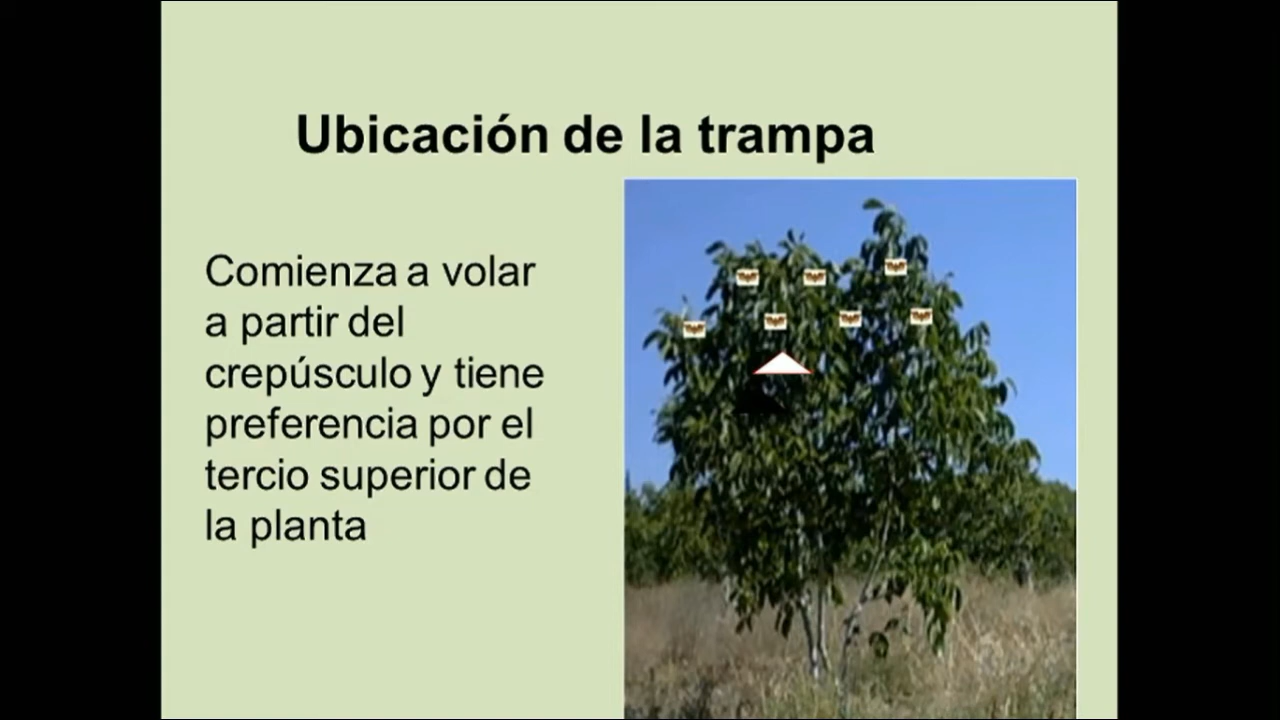 Ubicación de la trampa
Comienza a volar
a partir del
crepúsculo y tiene
preferencia por el
tercio superior de
la planta